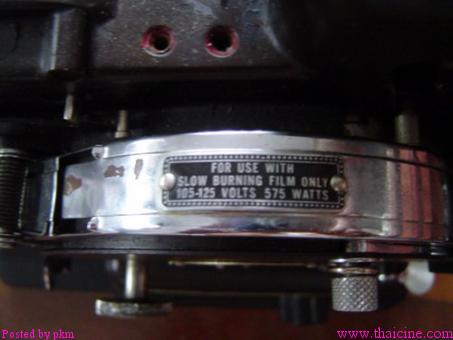 FOR USE WITH
SLOW BURNING FILM ONLY
105-125 VOLTS 575 WATTS
Posted by pkm
www.thaicine.com